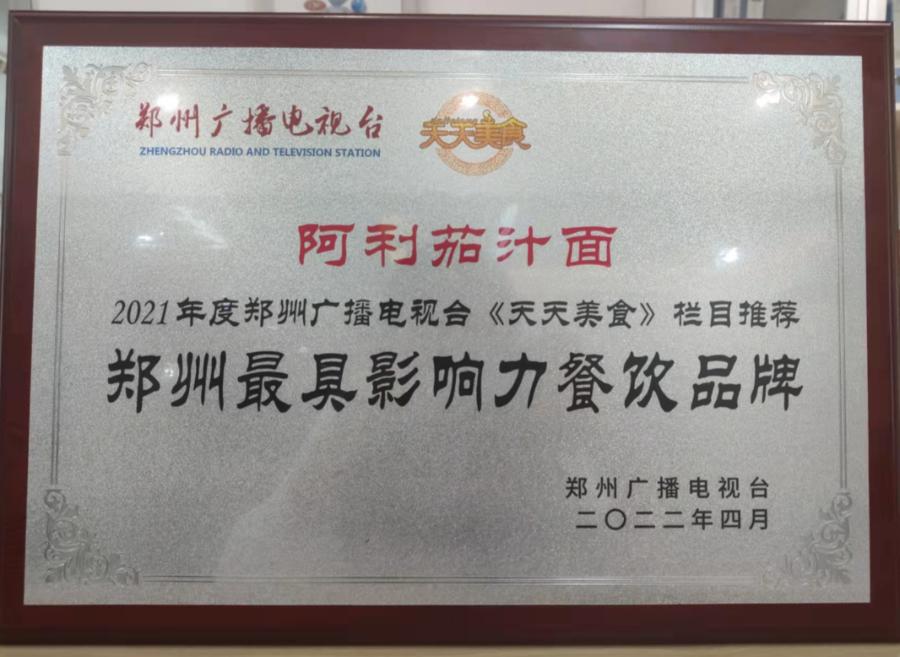 郑州广播电视台
ZHENGZHOU RADIO AND TELEVISION STATION
天天美食
阿利茄汁面
2021年度郑州广播电视台《天天美食》栏目推荐
郑州最具影响力餐饮品牌
郑州广播电视台
二〇二二年四月